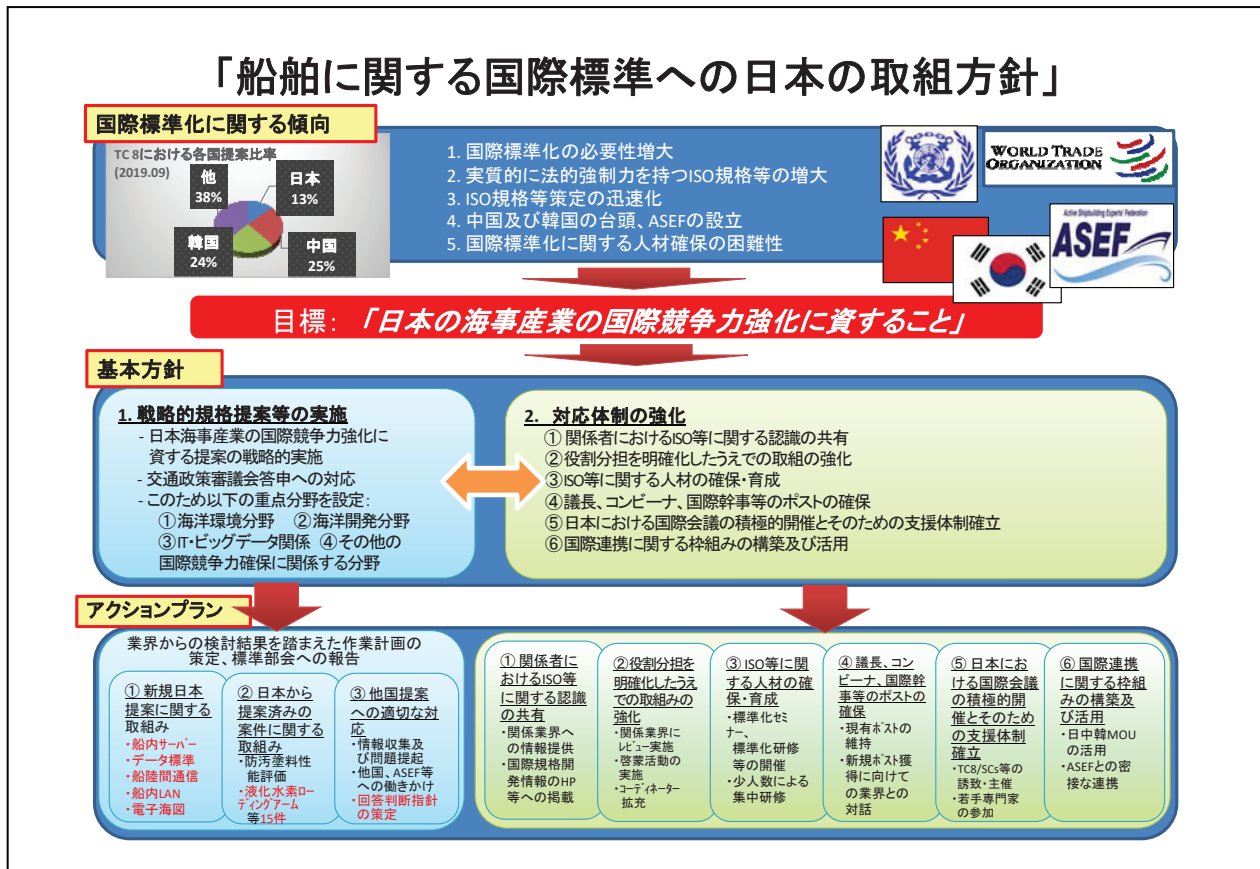 「船舶に関する国際標準への日本の取組方針」
国際標準化に関する傾向
TC 8における各国提案比率
(2019.09)
他
38%
日本
13%
韓国
24%
中国
25%
1. 国際標準化の必要性増大
2. 実質的に法的強制力を持つISO規格等の増大
3. ISO規格等策定の迅速化
4. 中国及び韓国の台頭、ASEFの設立
5. 国際標準化に関する人材確保の困難性
WORLD TRADE
ORGANIZATION
Active Shipbuilding Experts' Federation
ASEF
目標: 「日本の海事産業の国際競争力強化に資すること」
基本方針
1. 戦略的規格提案等の実施
- 日本海事産業の国際競争力強化に
資する提案の戦略的実施
- 交通政策審議会答申への対応
- このため以下の重点分野を設定:
①海洋環境分野 ②海洋開発分野
③IT・ビッグデータ関係 ④その他の
国際競争力確保に関係する分野
2. 対応体制の強化
① 関係者におけるISO等に関する認識の共有
②役割分担を明確化したうえでの取組の強化
③ISO等に関する人材の確保・育成
④議長、コンビーナ、国際幹事等のポストの確保
⑤日本における国際会議の積極的開催とそのための支援体制確立
⑥国際連携に関する枠組みの構築及び活用
アクションプラン
業界からの検討結果を踏まえた作業計画の
策定、標準部会への報告
① 新規日本
提案に関する
取組み
・船内サーバー
・データ標準
・船陸間通信
・船内LAN
・電子海図
② 日本から
提案済みの
案件に関する
取組み
・防汚塗料性
能評価
・液化水素ロー
ディングアーム
等15件
③ 他国提案
への適切な対
応
・情報収集及
び問題提起
・他国、ASEF等
への働きかけ
・回答判断指針
の策定
① 関係者に
おけるISO等
に関する認識
の共有
・関係業界へ
の情報提供
・国際規格開
発情報のHP
等への掲載
②役割分担を
明確化したうえ
での取組みの
強化
・関係業界に
レビュー実施
・啓蒙活動の
実施
・コーディネーター
拡充
③ ISO等に関
する人材の確
保・育成
・標準化セミ
ナー、
標準化研修
等の開催
・少人数による
集中研修
④ 議長、コン
ビーナ、国際幹
事等のポストの
確保
・現有ポストの
維持
・新規ポスト獲
得に向けて
の業界との
対話
⑤ 日本にお
ける国際会議
の積極的開
催とそのため
の支援体制
確立
・TC8/SCs等の
誘致・主催
・若手専門家
の参加
⑥ 国際連携
に関する枠組
みの構築及
び活用
・日中韓MOU
の活用
・ASEFとの密
接な連携